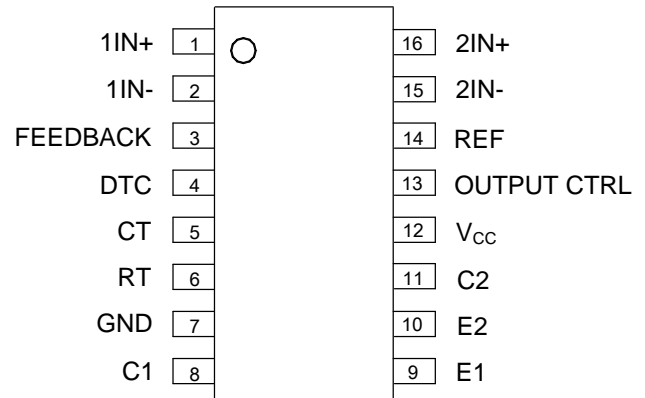 1IN+ 1 16 2IN+
1IN- 2 15 2IN-
FEEDBACK 3 14 REF
DTC 4 13 OUTPUT CTRL
CT 5 12 VCC
RT 6 11 C2
GND 7 10 E2
C1 8 9 E1